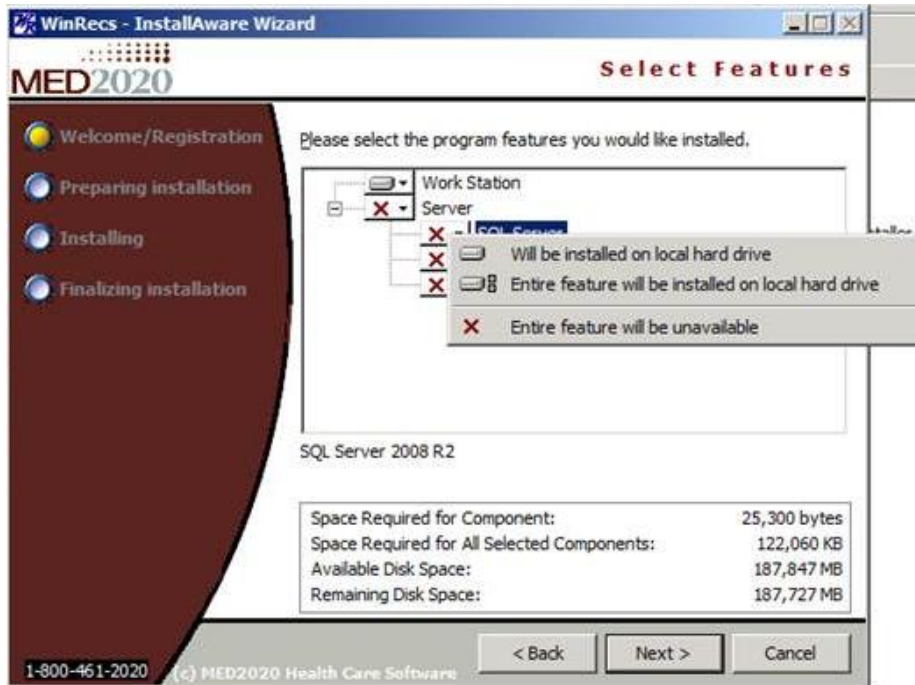 WinRecs - InstallAware Wizard
MED2020
Select Features
Welcome/Registration
Preparing installation
Installing
Finalizing installation
Please select the program features you would like installed.
Work Station
Server
SQL Server
Will be installed on local hard drive
Entire feature will be installed on local hard drive
Entire feature will be unavailable
SQL Server 2008 R2
Space Required for Component: 25,300 bytes
Space Required for All Selected Components: 122,060 KB
Available Disk Space: 187,847 MB
Remaining Disk Space: 187,727 MB
< Back
Next >
Cancel
1-800-461-2020
(c) MED2020 Health Care Software